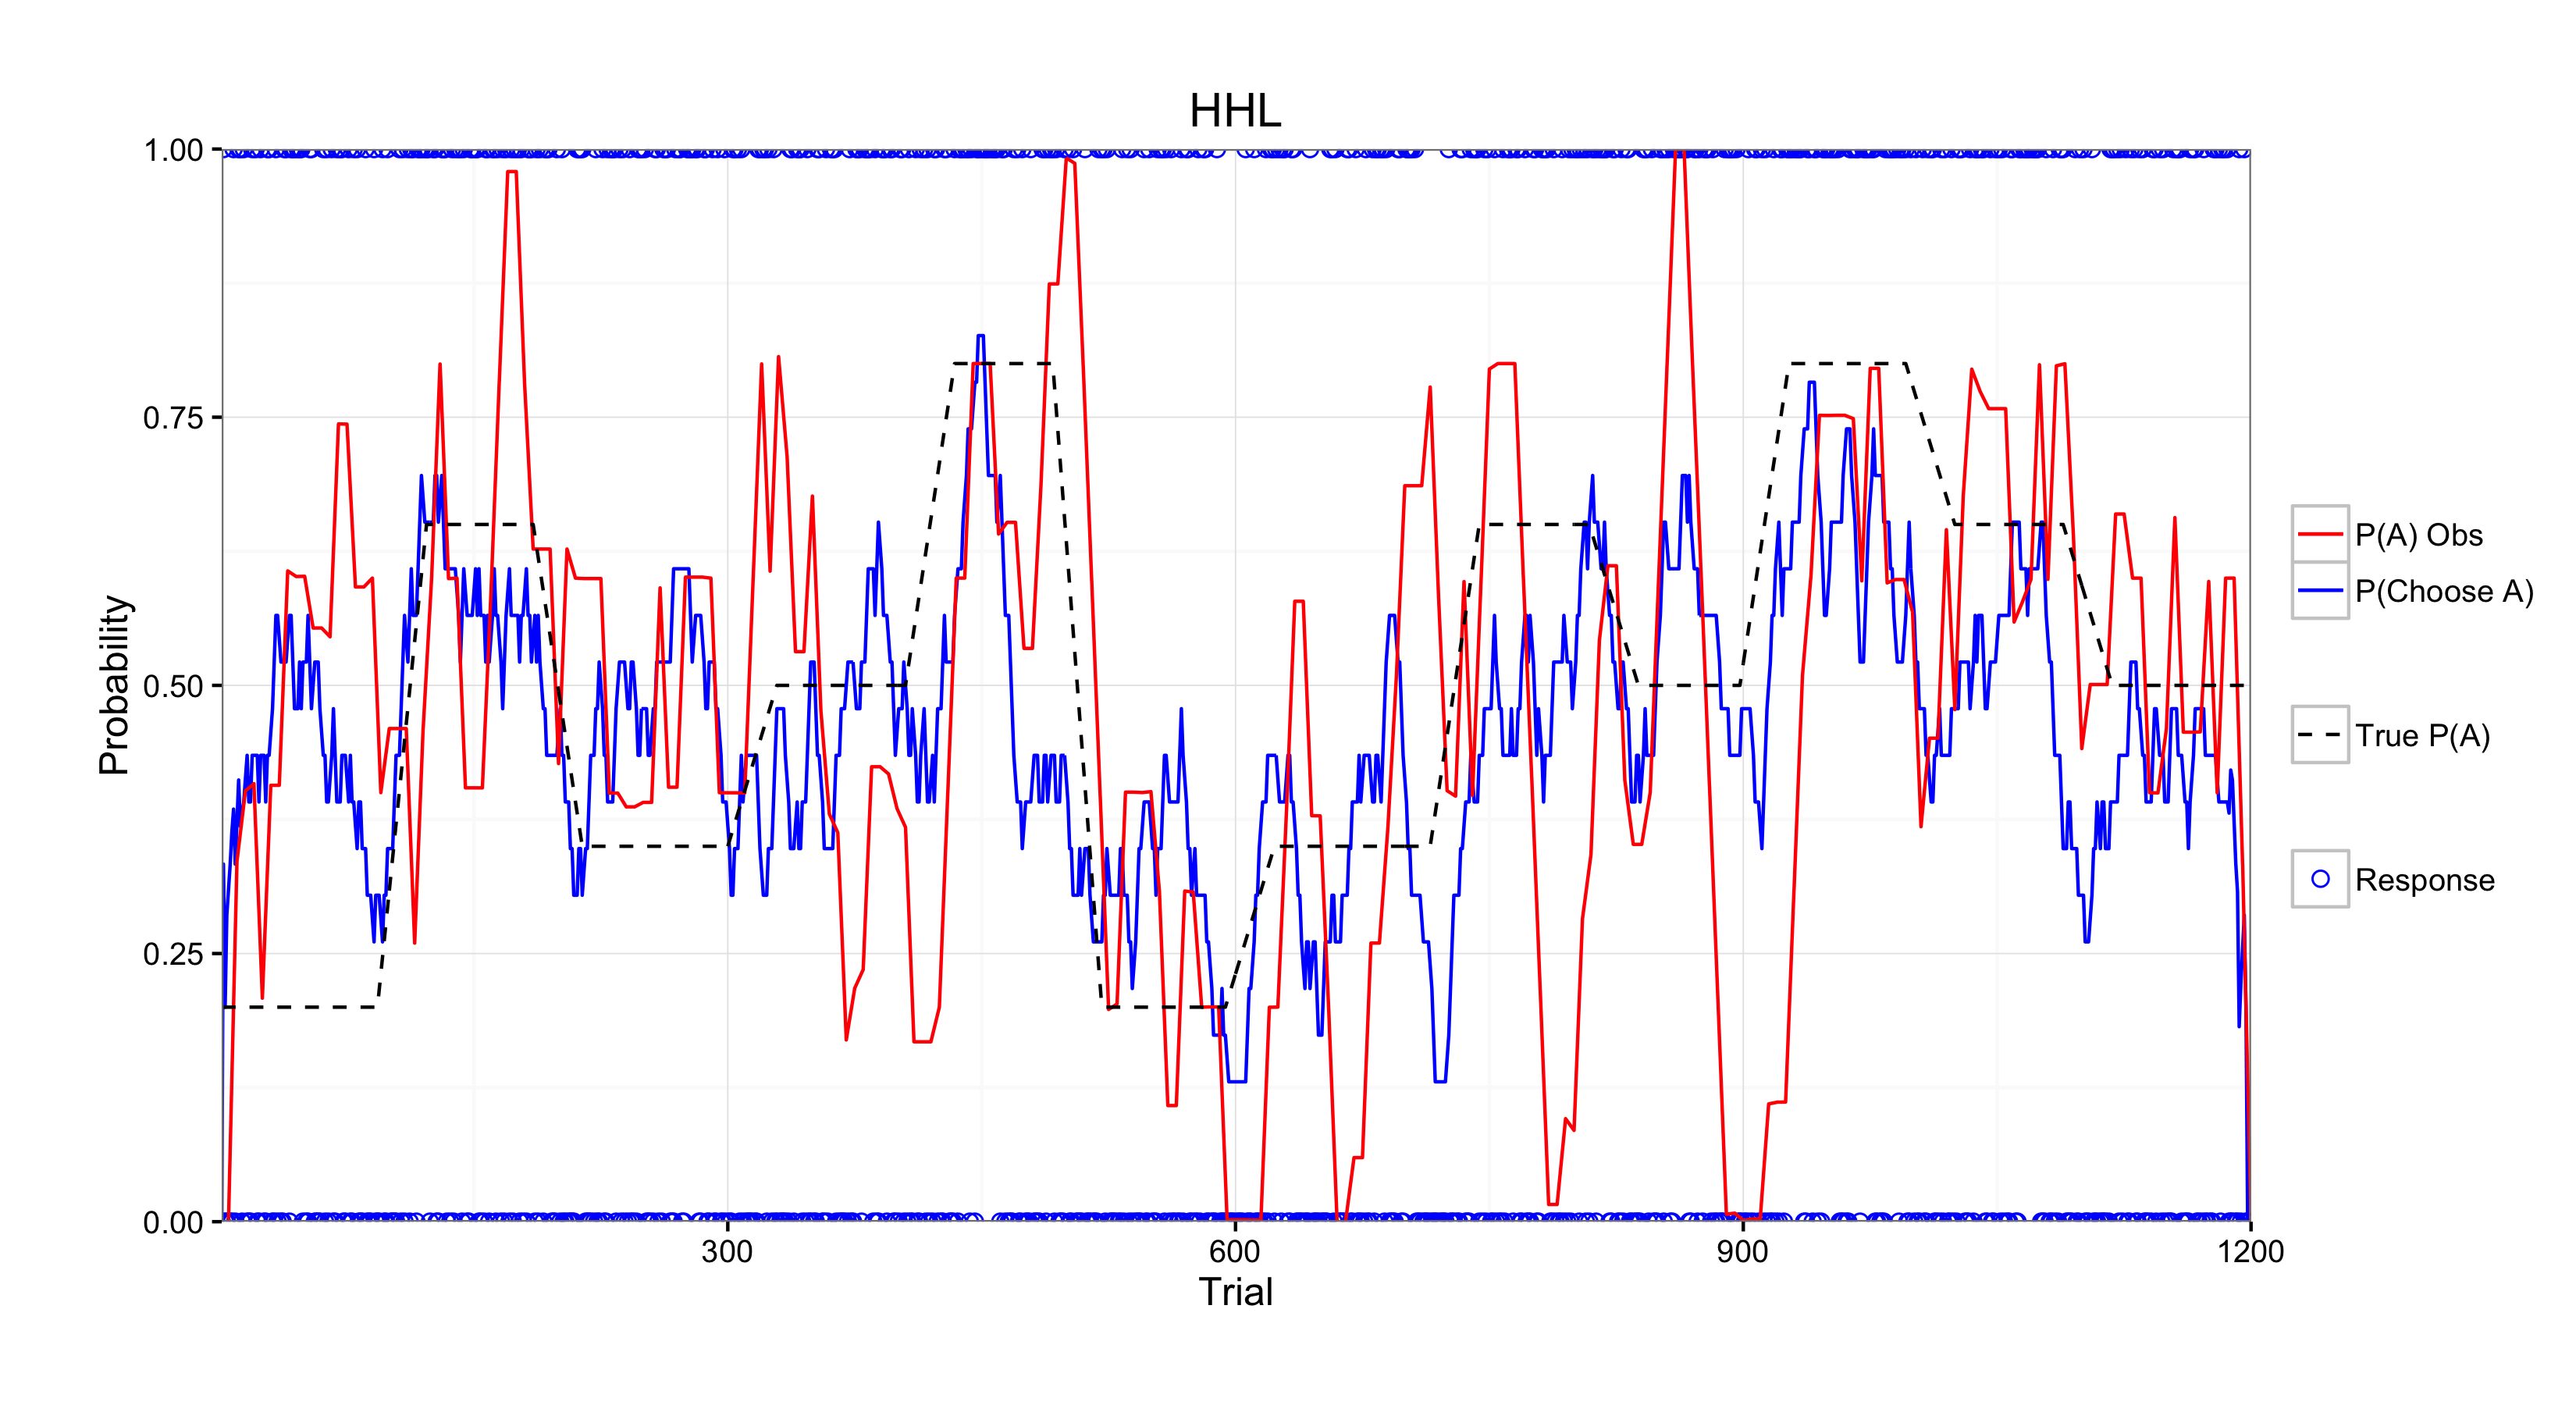 HHL
1.00
0.75
0.50
0.25
0.00
Probability
300
600
900
1200
Trial
P(A) Obs
P(Choose A)
True P(A)
Response